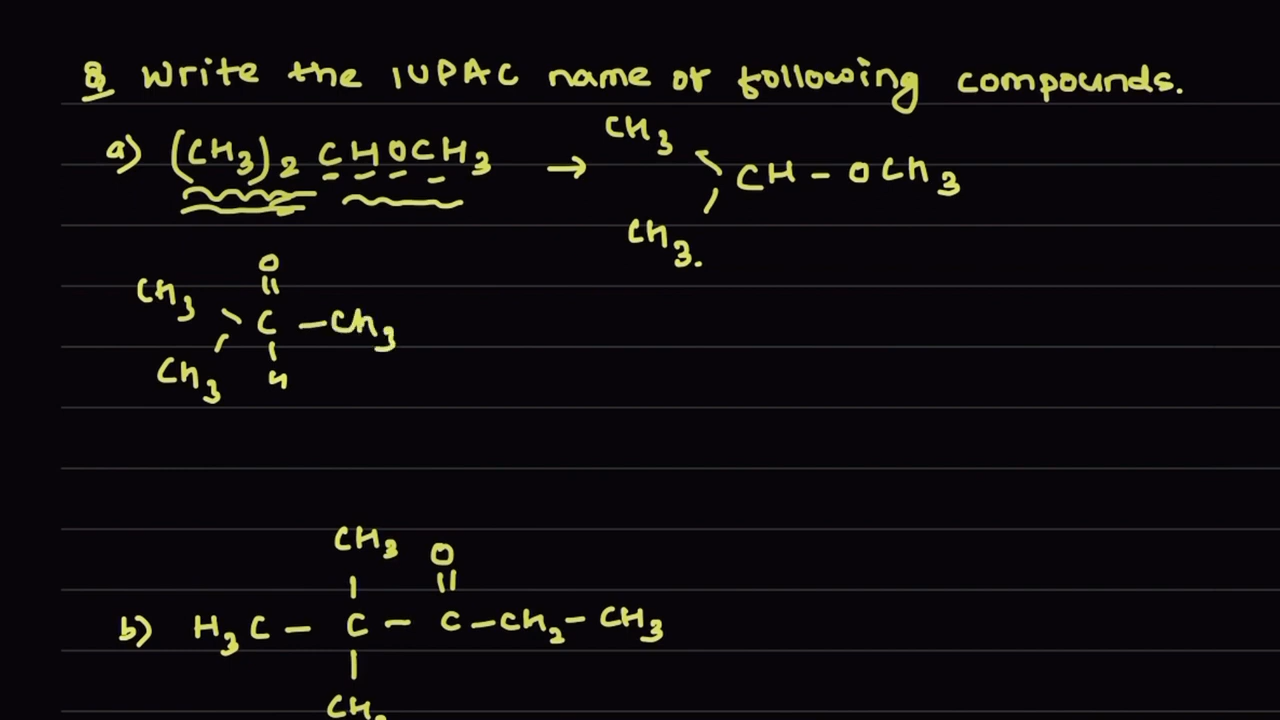 Q Write the IUPAC name of following compounds.
a) (CH3)2 CHOCH3 → CH3 CH - OCH3
CH3.
O
||
CH3 C - CH3
CH3 H
CH3 O
| ||
b) H3C - C - C - CH2 - CH3
|
CH3